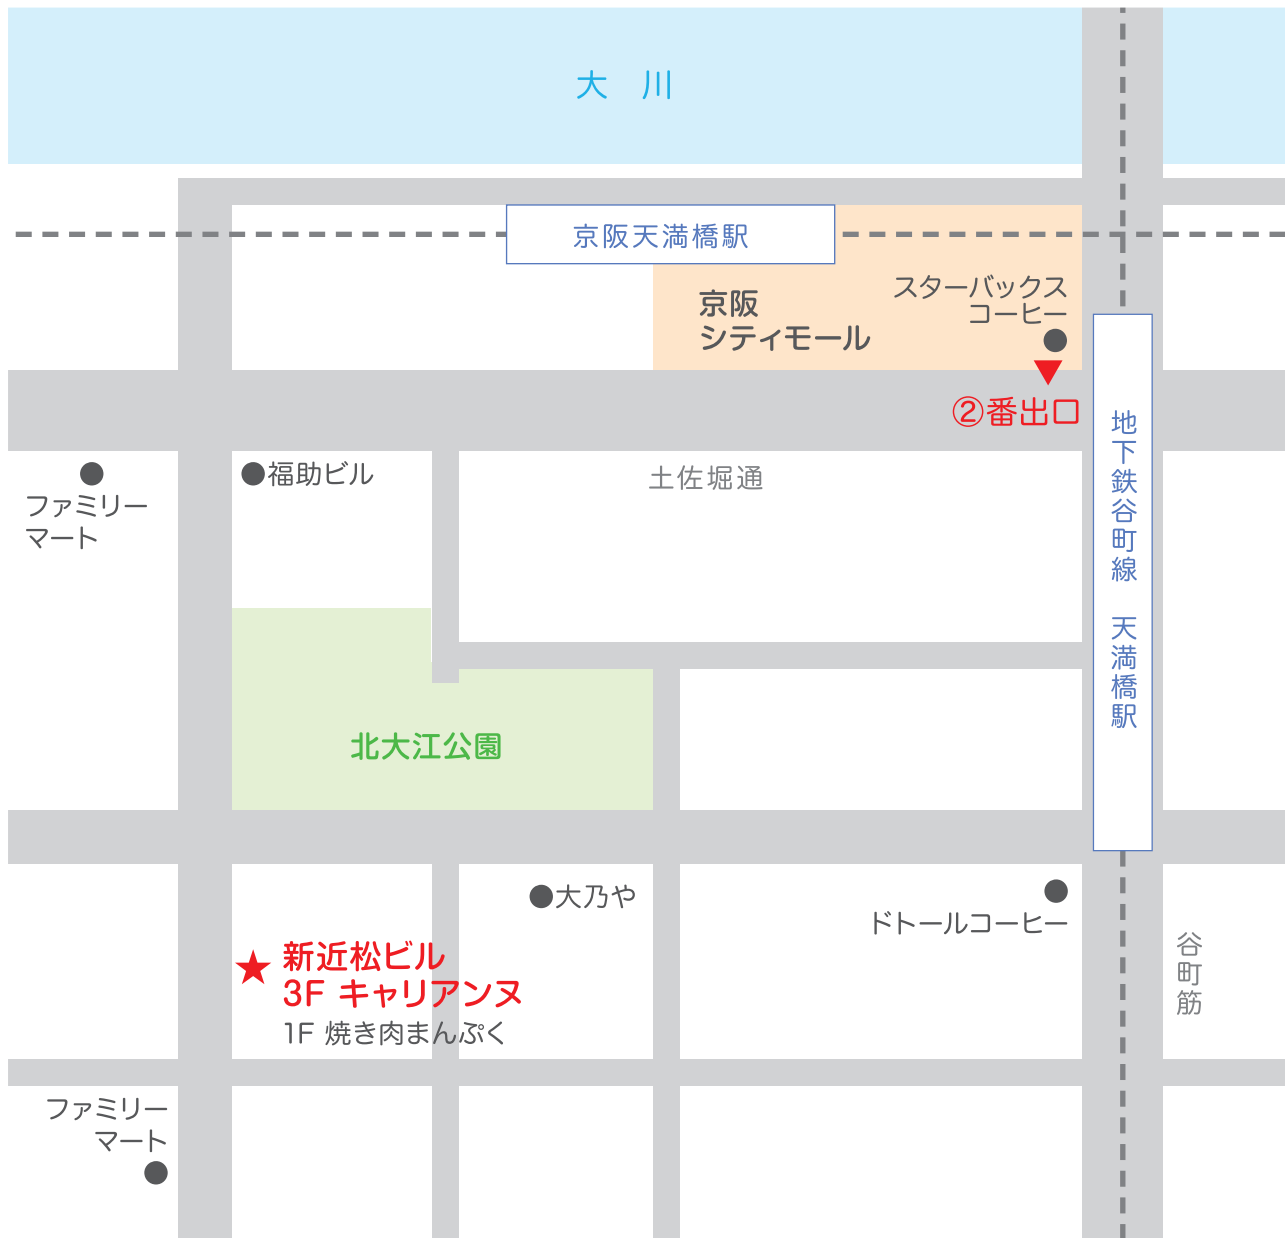 大　川
京阪天満橋駅
スターバックス
コーヒー
京阪
シティモール
②番出口
地下鉄谷町線　天満橋駅
福助ビル
土佐堀通
ファミリー
マート
北大江公園
大乃や
ドトールコーヒー
谷町筋
新近松ビル
3F キャリアンヌ
1F 焼き肉まんぷく
ファミリー
マート